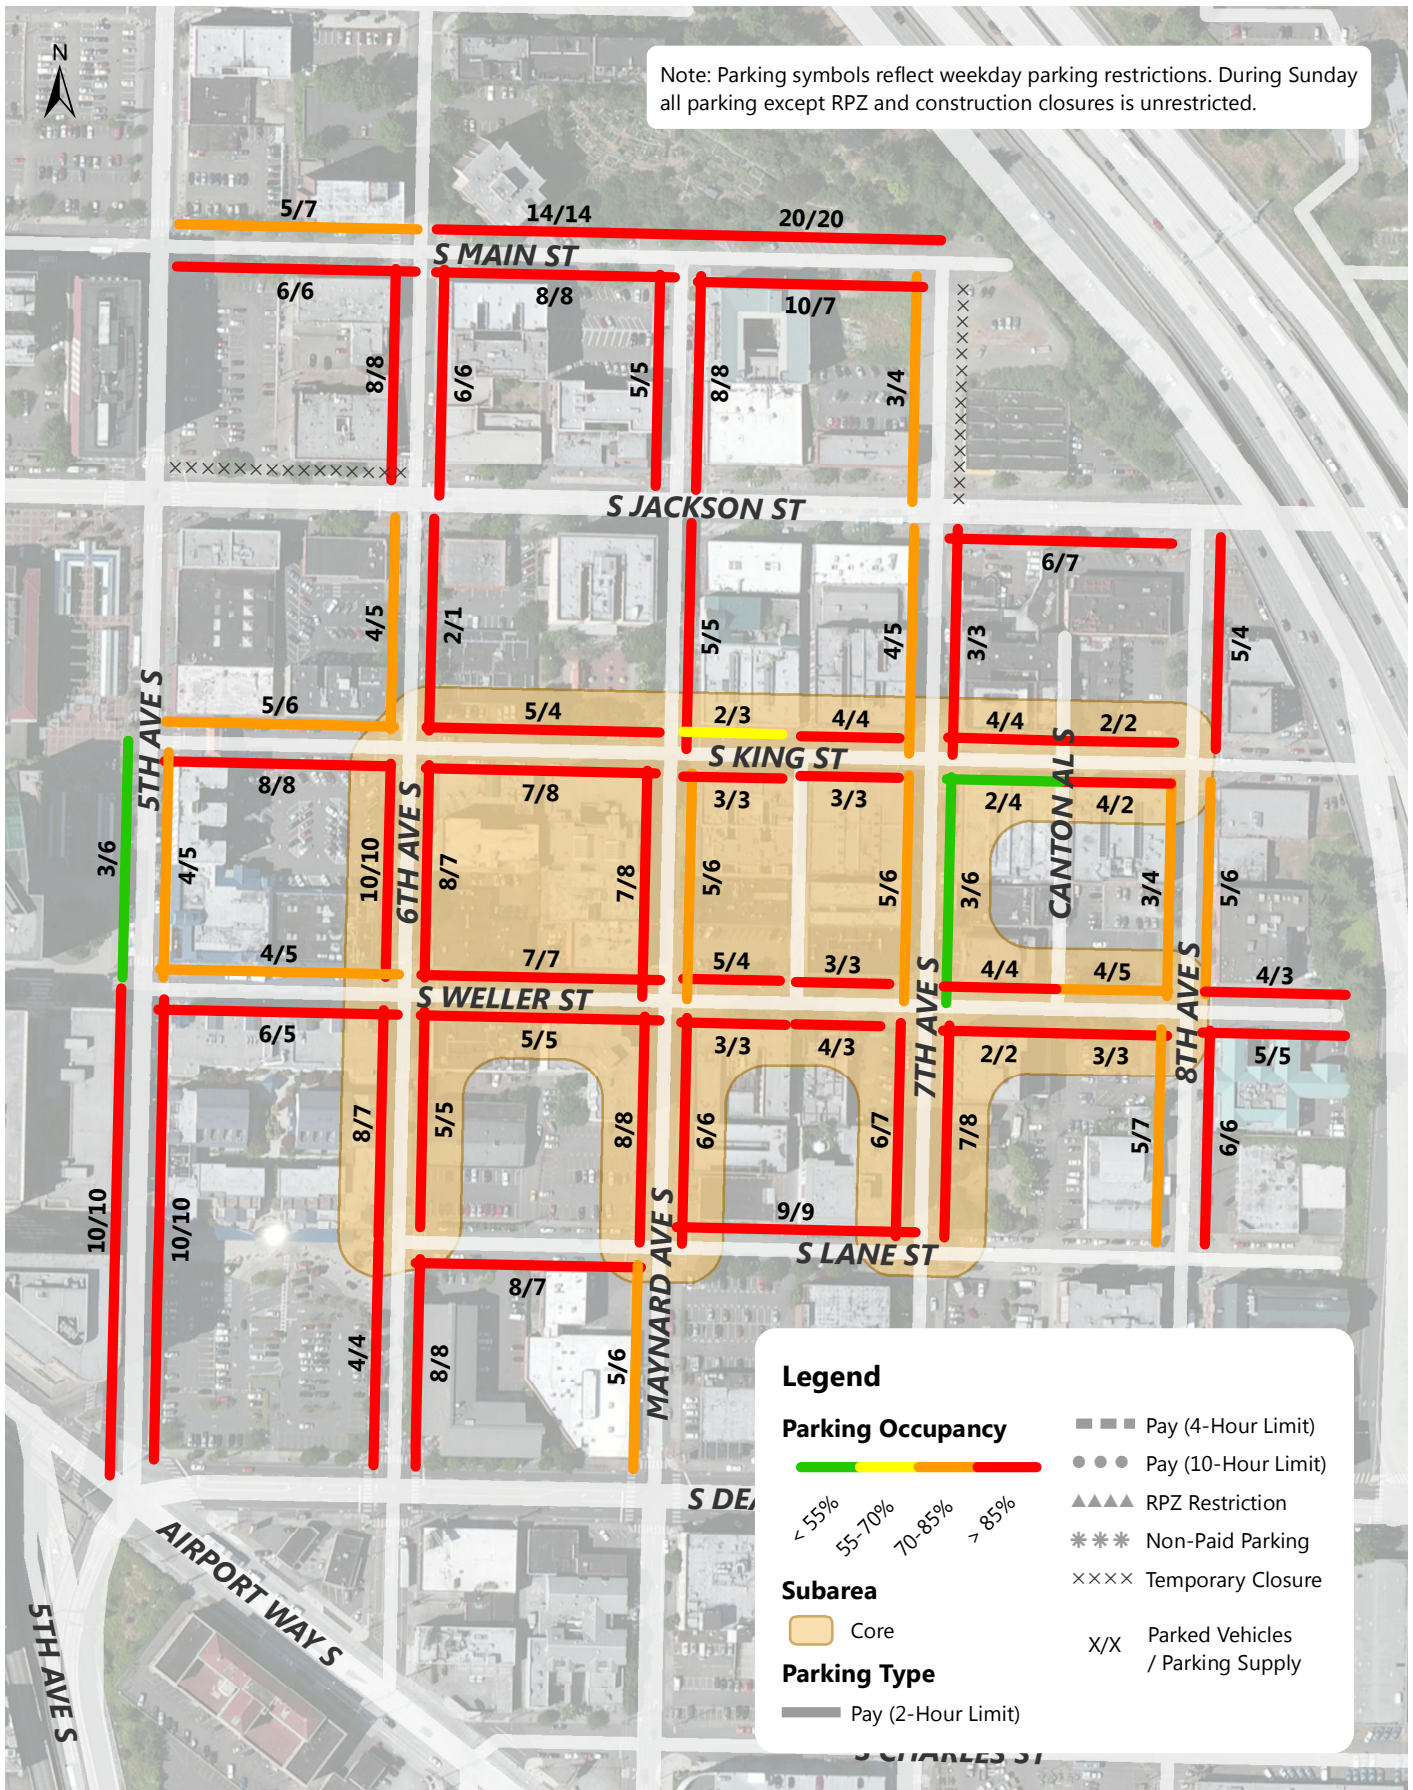 N
Note: Parking symbols reflect weekday parking restrictions. During Sunday
all parking except RPZ and construction closures is unrestricted.
5/7
14/14
20/20
S MAIN ST
6/6
8/8
10/7
8/8
6/6
5/5
8/8
3/4
S JACKSON ST
6/7
4/5
2/1
5/5
4/5
3/3
5/4
5TH AVE S
5/6
5/4
2/3
4/4
4/4
2/2
S KING ST
8/8
7/8
3/3
3/3
2/4
4/2
CANTON AL S
6TH AVE S
3/6
4/5
10/10
8/7
7/8
5/6
5/6
3/6
3/4
5/6
4/5
7/7
5/4
3/3
4/4
4/5
4/3
S WELLER ST
7TH AVE S
8TH AVE S
6/5
5/5
3/3
4/3
2/2
3/3
5/5
8/7
5/5
8/8
6/6
6/7
7/8
5/7
6/6
10/10
10/10
9/9
MAYNARD AVE S
S LANE ST
8/7
4/4
8/8
5/6
S DEA
AIRPORT WAY S
5TH AVE S
Legend
Parking Occupancy
< 55%
55-70%
70-85%
> 85%
Subarea
Core
Parking Type
Pay (2-Hour Limit)
Pay (4-Hour Limit)
Pay (10-Hour Limit)
RPZ Restriction
Non-Paid Parking
Temporary Closure
X/X
Parked Vehicles
/ Parking Supply
S CHARLES ST